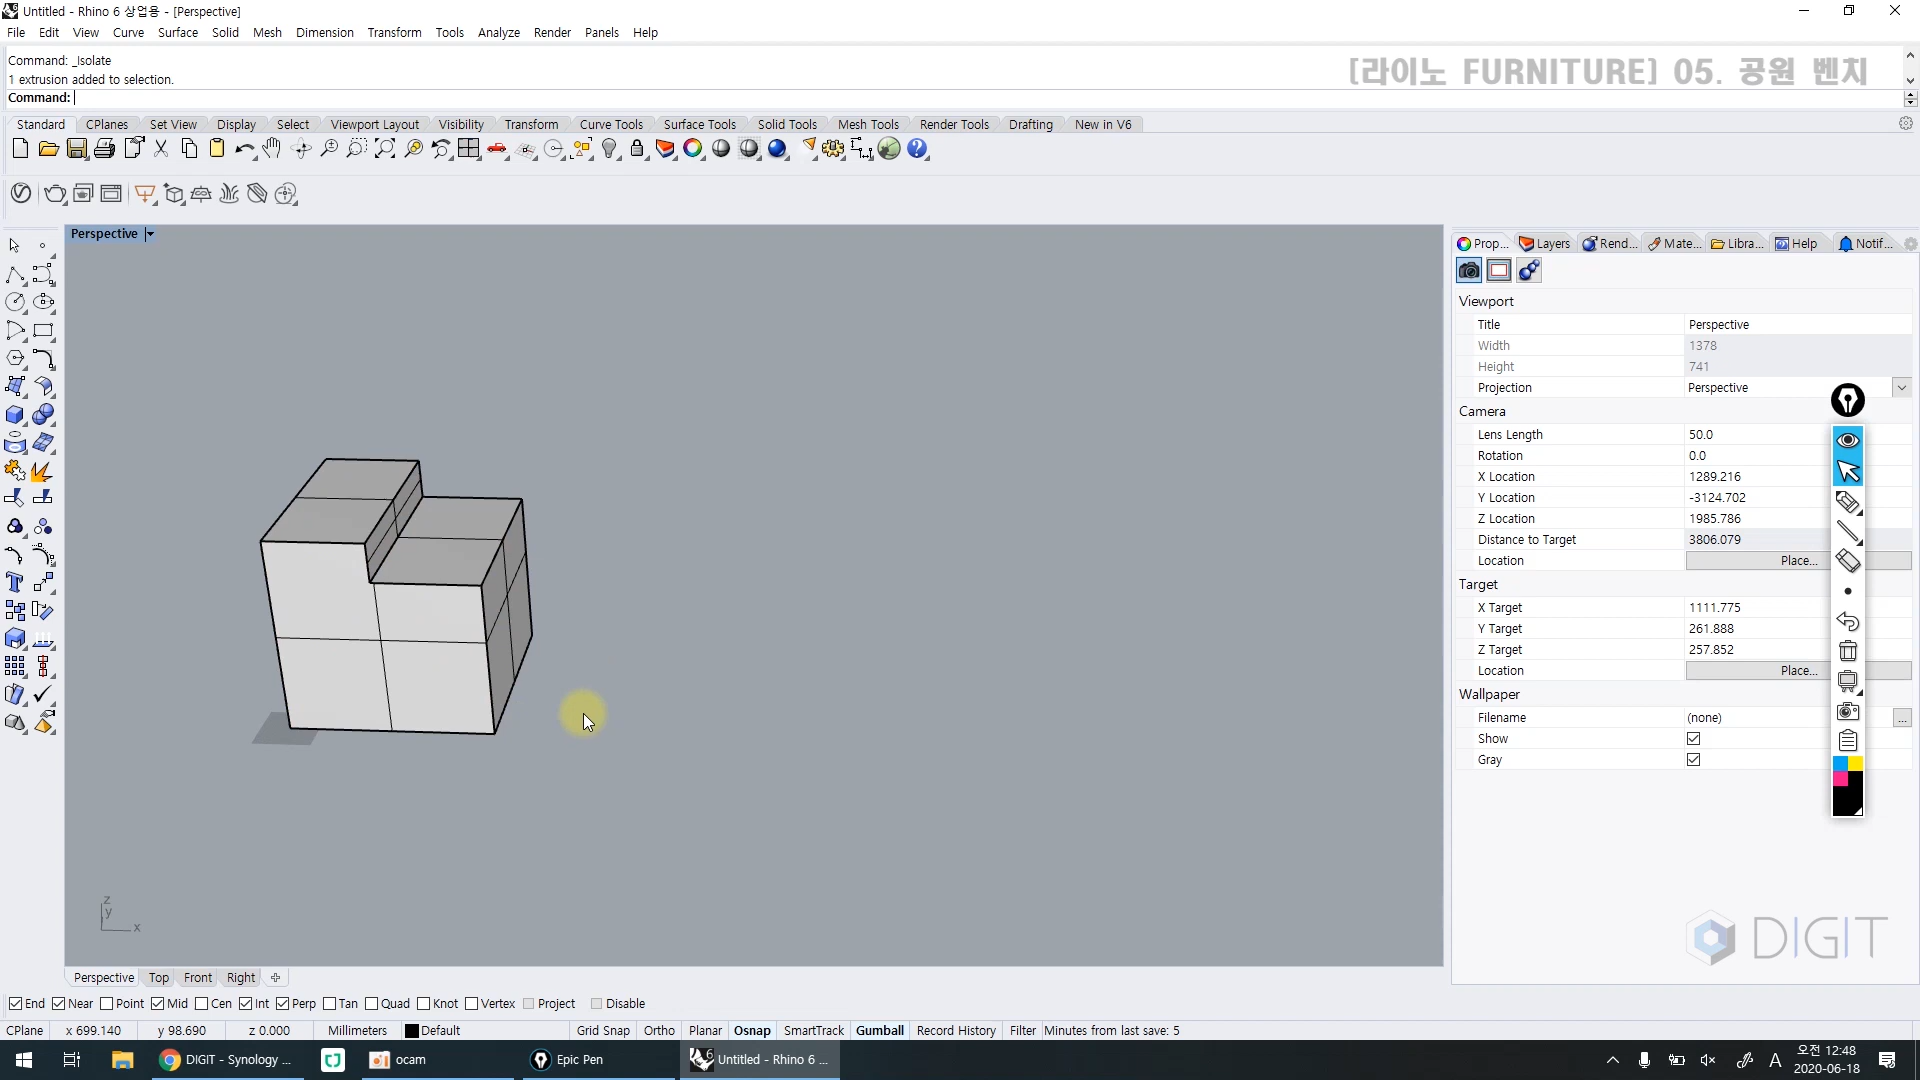 Untitled - Rhino 6 상업용 - [Perspective]
File Edit View Curve Surface Solid Mesh Dimension Transform Tools Analyze Render Panels Help
Command: _Isolate
1 extrusion added to selection.
Command:
[라이노 FURNITURE] 05. 공원 벤치
Standard CPlanes Set View Display Select Viewport Layout Visibility Transform Curve Tools Surface Tools Solid Tools Mesh Tools Render Tools Drafting New in V6
Perspective
Prop... Layers Rend... Mate... Libra... Help Notif...
Viewport
Title Perspective
Width 1378
Height 741
Projection Perspective
Camera
Lens Length 50.0
Rotation 0.0
X Location 1289.216
Y Location -3124.702
Z Location 1985.786
Distance to Target 3806.079
Location Place...
Target
X Target 1111.775
Y Target 261.888
Z Target 257.852
Location Place...
Wallpaper
Filename (none) ...
Show
Gray
z
y
x
DIGIT
Perspective Top Front Right
End Near Point Mid Cen Int Perp Tan Quad Knot Vertex Project Disable
CPlane x 699.140 y 98.690 z 0.000 Millimeters Default Grid Snap Ortho Planar Osnap SmartTrack Gumball Record History Filter Minutes from last save: 5
DIGIT - Synology ... ocam Epic Pen Untitled - Rhino 6 ... A 오전 12:48
2020-06-18